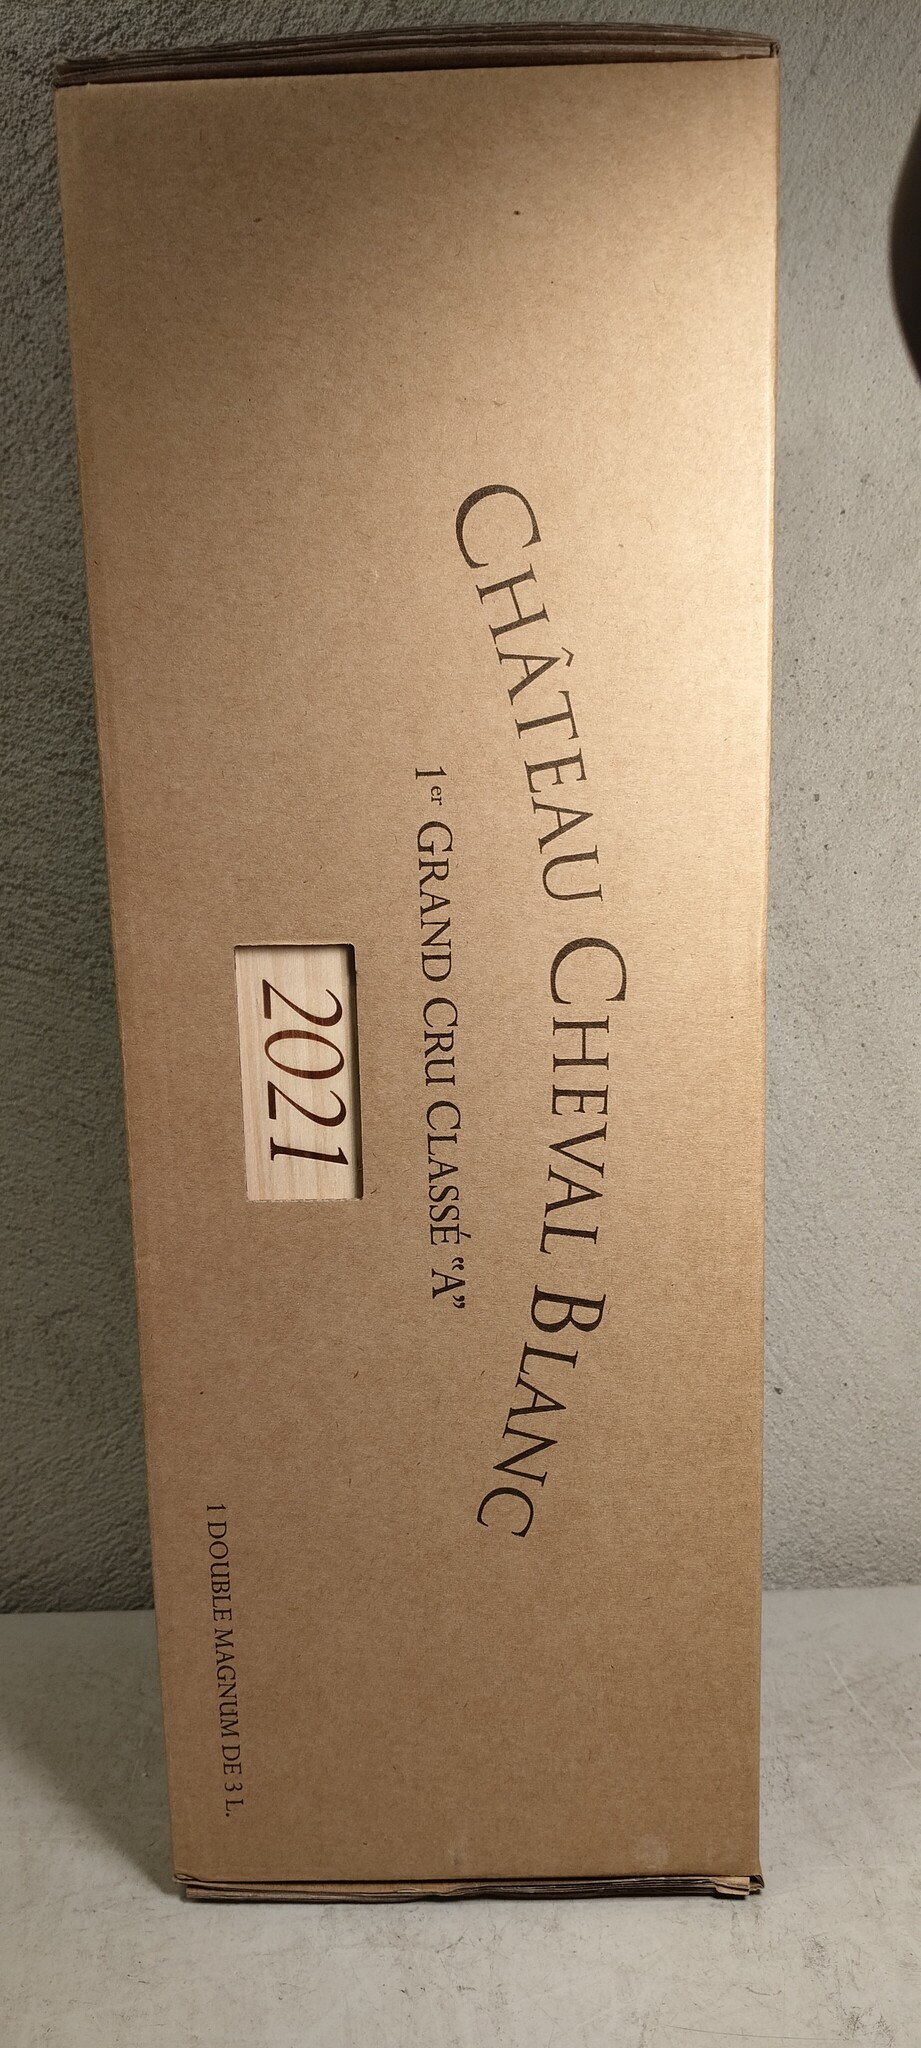 CHÂTEAU CHEVAL BLANC
1er GRAND CRU CLASSÉ “A”
2021
1 DOUBLE MAGNUM DE 3 L.